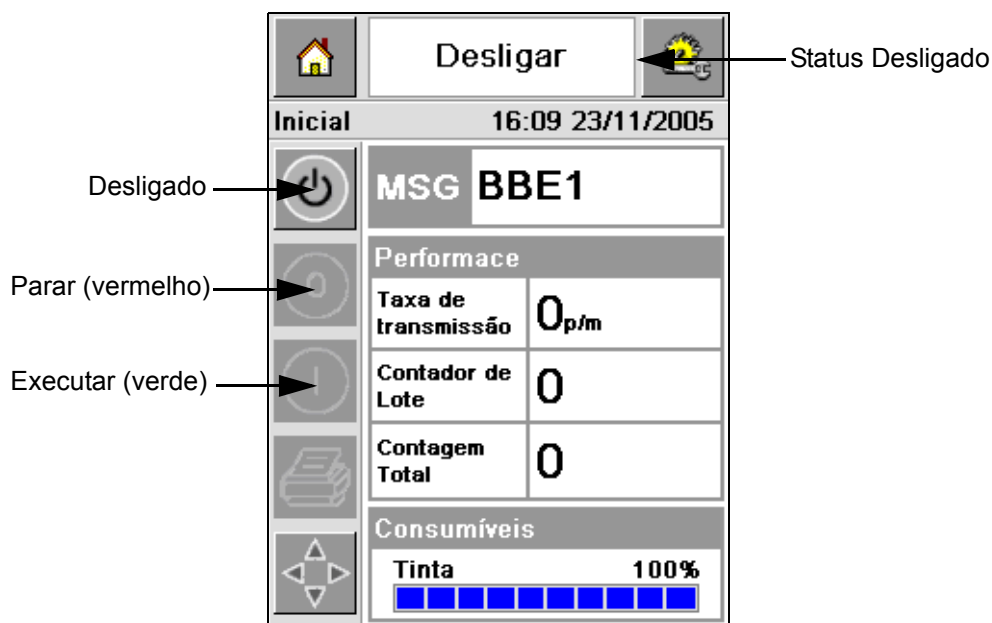 Desligar
Status Desligado
Inicial 16:09 23/11/2005
Desligado
MSG BBE1
Parar (vermelho)
Performace
Taxa de
transmissão
0p/m
Executar (verde)
Contador de
Lote
0
Contagem
Total
0
Consumíveis
Tinta 100%